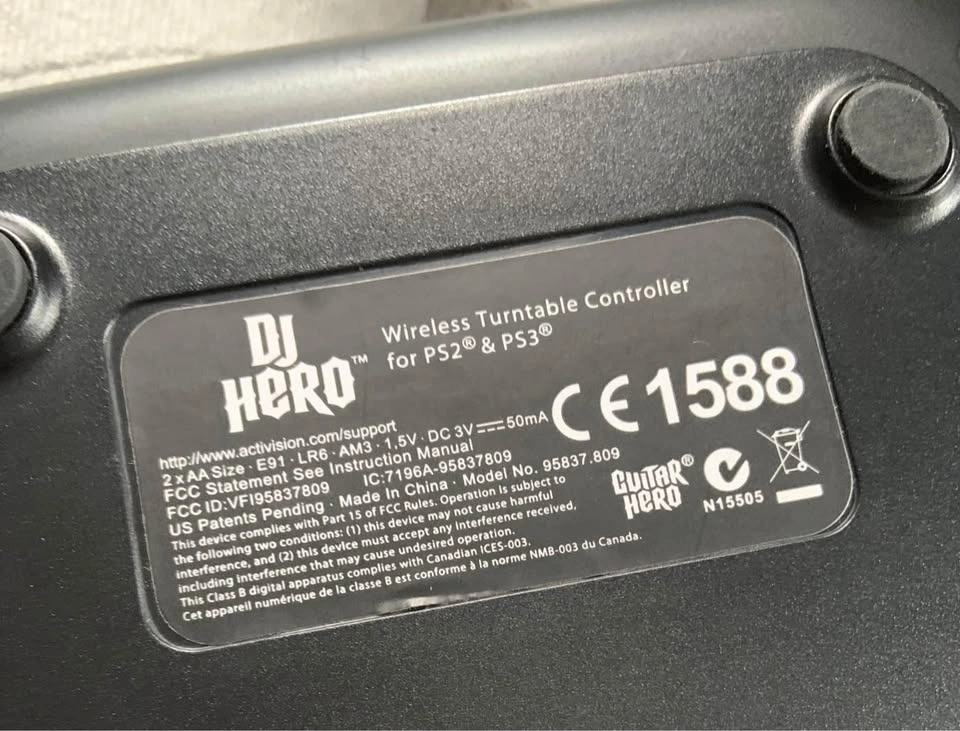 DJ HERO™
Wireless Turntable Controller
for PS2® & PS3®
http://www.activision.com/support
2 x AA Size · E91 · LR6 · AM3 · 1,5V · DC 3V ⎓ 50mA
CE 1588
FCC Statement See Instruction Manual
FCC ID:VFI95837809 IC:7196A-95837809
US Patents Pending · Made In China · Model No. 95837.809
This device complies with Part 15 of FCC Rules. Operation is subject to
the following two conditions: (1) this device may not cause harmful
interference, and (2) this device must accept any interference received,
including interference that may cause undesired operation.
This Class B digital apparatus complies with Canadian ICES-003.
Cet appareil numérique de la classe B est conforme à la norme NMB-003 du Canada.
GUITAR HERO®
N15505